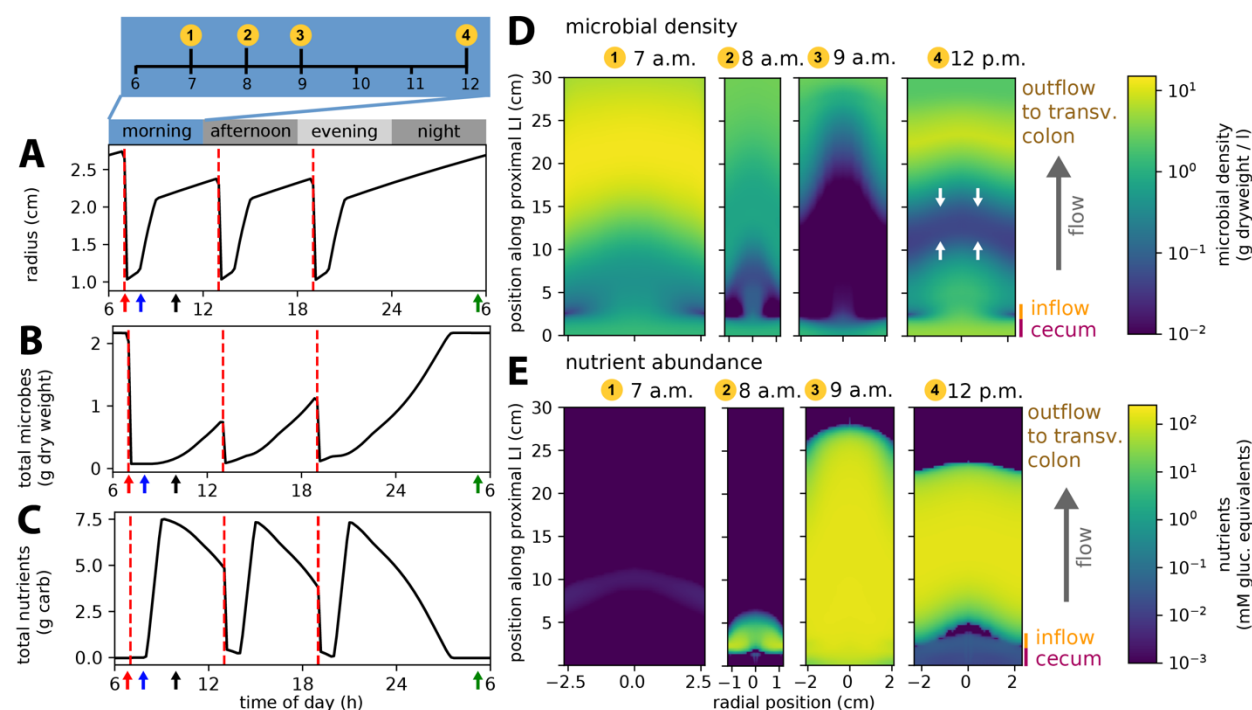 1 2 3 4
6 7 8 9 10 11 12
morning afternoon evening night
A
radius (cm)
2.5
2.0
1.5
1.0
12 18 24 6
B
total microbes
(g dry weight)
2
1
0
6 12 18 24 6
C
total nutrients
(g carb)
7.5
5.0
2.5
0.0
6 12 18 24 6
time of day (h)
D microbial density
1 7 a.m. 2 8 a.m. 3 9 a.m. 4 12 p.m.
position along proximal LI (cm)
30
25
20
15
10
5
0
outflow
to transv.
colon
flow
inflow
cecum
10¹
10⁰
10⁻¹
10⁻²
microbial density
(g dryweight / l)
E nutrient abundance
1 7 a.m. 2 8 a.m. 3 9 a.m. 4 12 p.m.
position along proximal LI (cm)
30
25
20
15
10
5
0
−2.5 0.0 2.5 −1 0 1 −2 0 2 −2 0 2
radial position (cm)
outflow
to transv.
colon
flow
inflow
cecum
10²
10¹
10⁰
10⁻¹
10⁻²
10⁻³
nutrients
(mM gluc. equivalents)